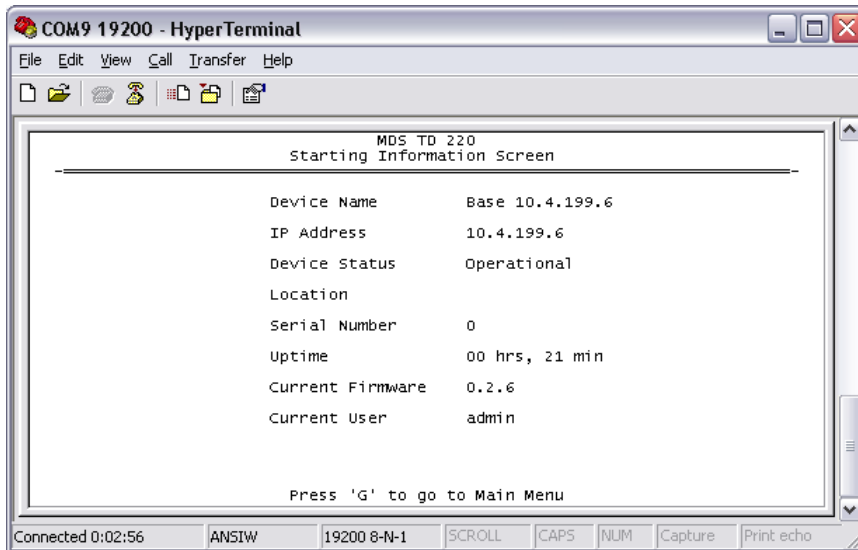 COM9 19200 - HyperTerminal
File Edit View Call Transfer Help
MDS TD 220
Starting Information Screen
Device Name Base 10.4.199.6
IP Address 10.4.199.6
Device Status Operational
Location
Serial Number 0
Uptime 00 hrs, 21 min
Current Firmware 0.2.6
Current User admin
Press 'G' to go to Main Menu
Connected 0:02:56 ANSIW 19200 8-N-1 SCROLL CAPS NUM Capture Print echo